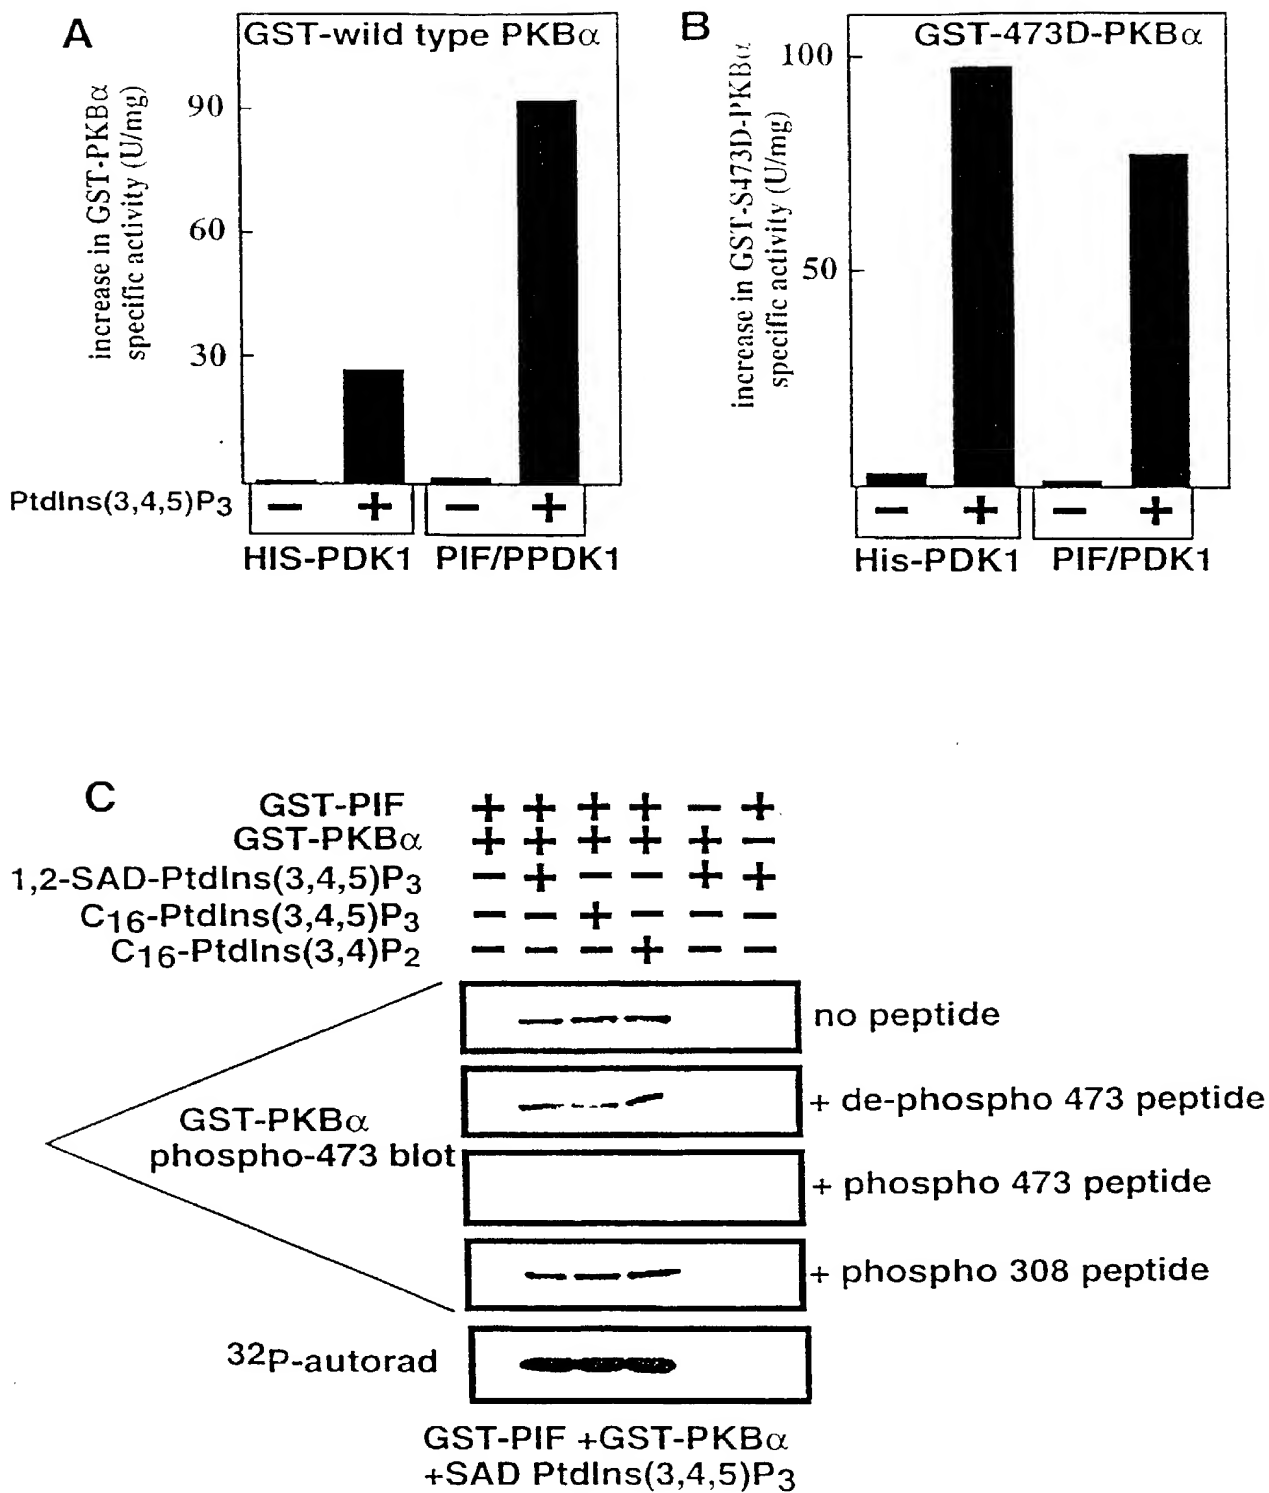 A
GST-wild type PKBα
increase in GST-PKBα
specific activity (U/mg)
90
60
30
PtdIns(3,4,5)P3
− + − +
HIS-PDK1 PIF/PPDK1
B
GST-473D-PKBα
increase in GST-S473D-PKBα
specific activity (U/mg)
100
50
− + − +
His-PDK1 PIF/PDK1
C
GST-PIF + + + + − +
GST-PKBα + + + + + −
1,2-SAD-PtdIns(3,4,5)P3 − + − − + +
C16-PtdIns(3,4,5)P3 − − + − − −
C16-PtdIns(3,4)P2 − − − + − −
no peptide
+ de-phospho 473 peptide
GST-PKBα
phospho-473 blot
+ phospho 473 peptide
+ phospho 308 peptide
32P-autorad
GST-PIF +GST-PKBα
+SAD PtdIns(3,4,5)P3